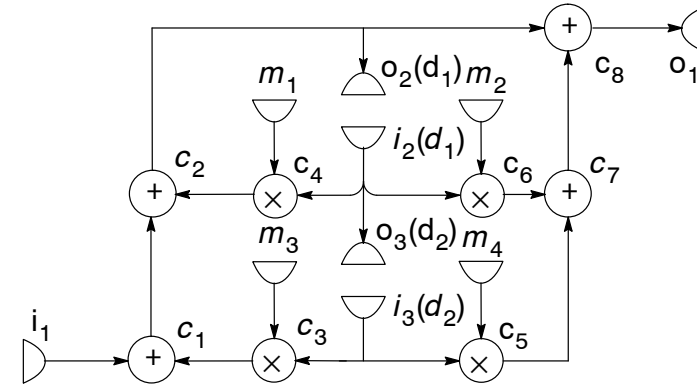 +
c₈
o₁
o₂(d₁)
m₁
m₂
i₂(d₁)
c₂
c₄
c₆
c₇
+
×
×
+
o₃(d₂)
m₃
m₄
i₃(d₂)
i₁
c₁
c₃
c₅
+
×
×